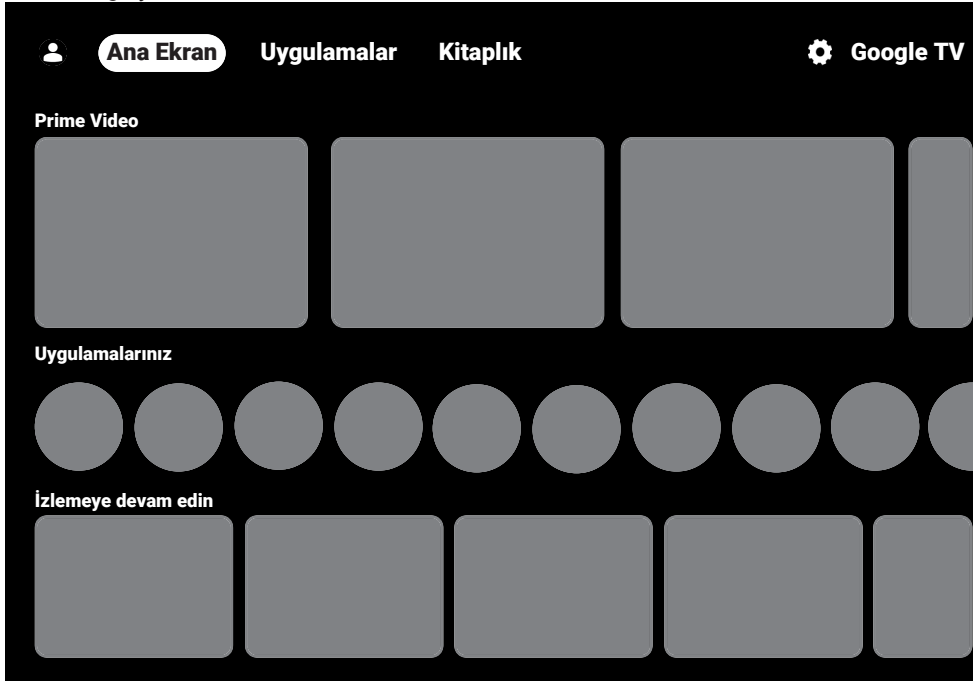 Ana Ekran Uygulamalar Kitaplık Google TV
Prime Video
Uygulamalarınız
İzlemeye devam edin